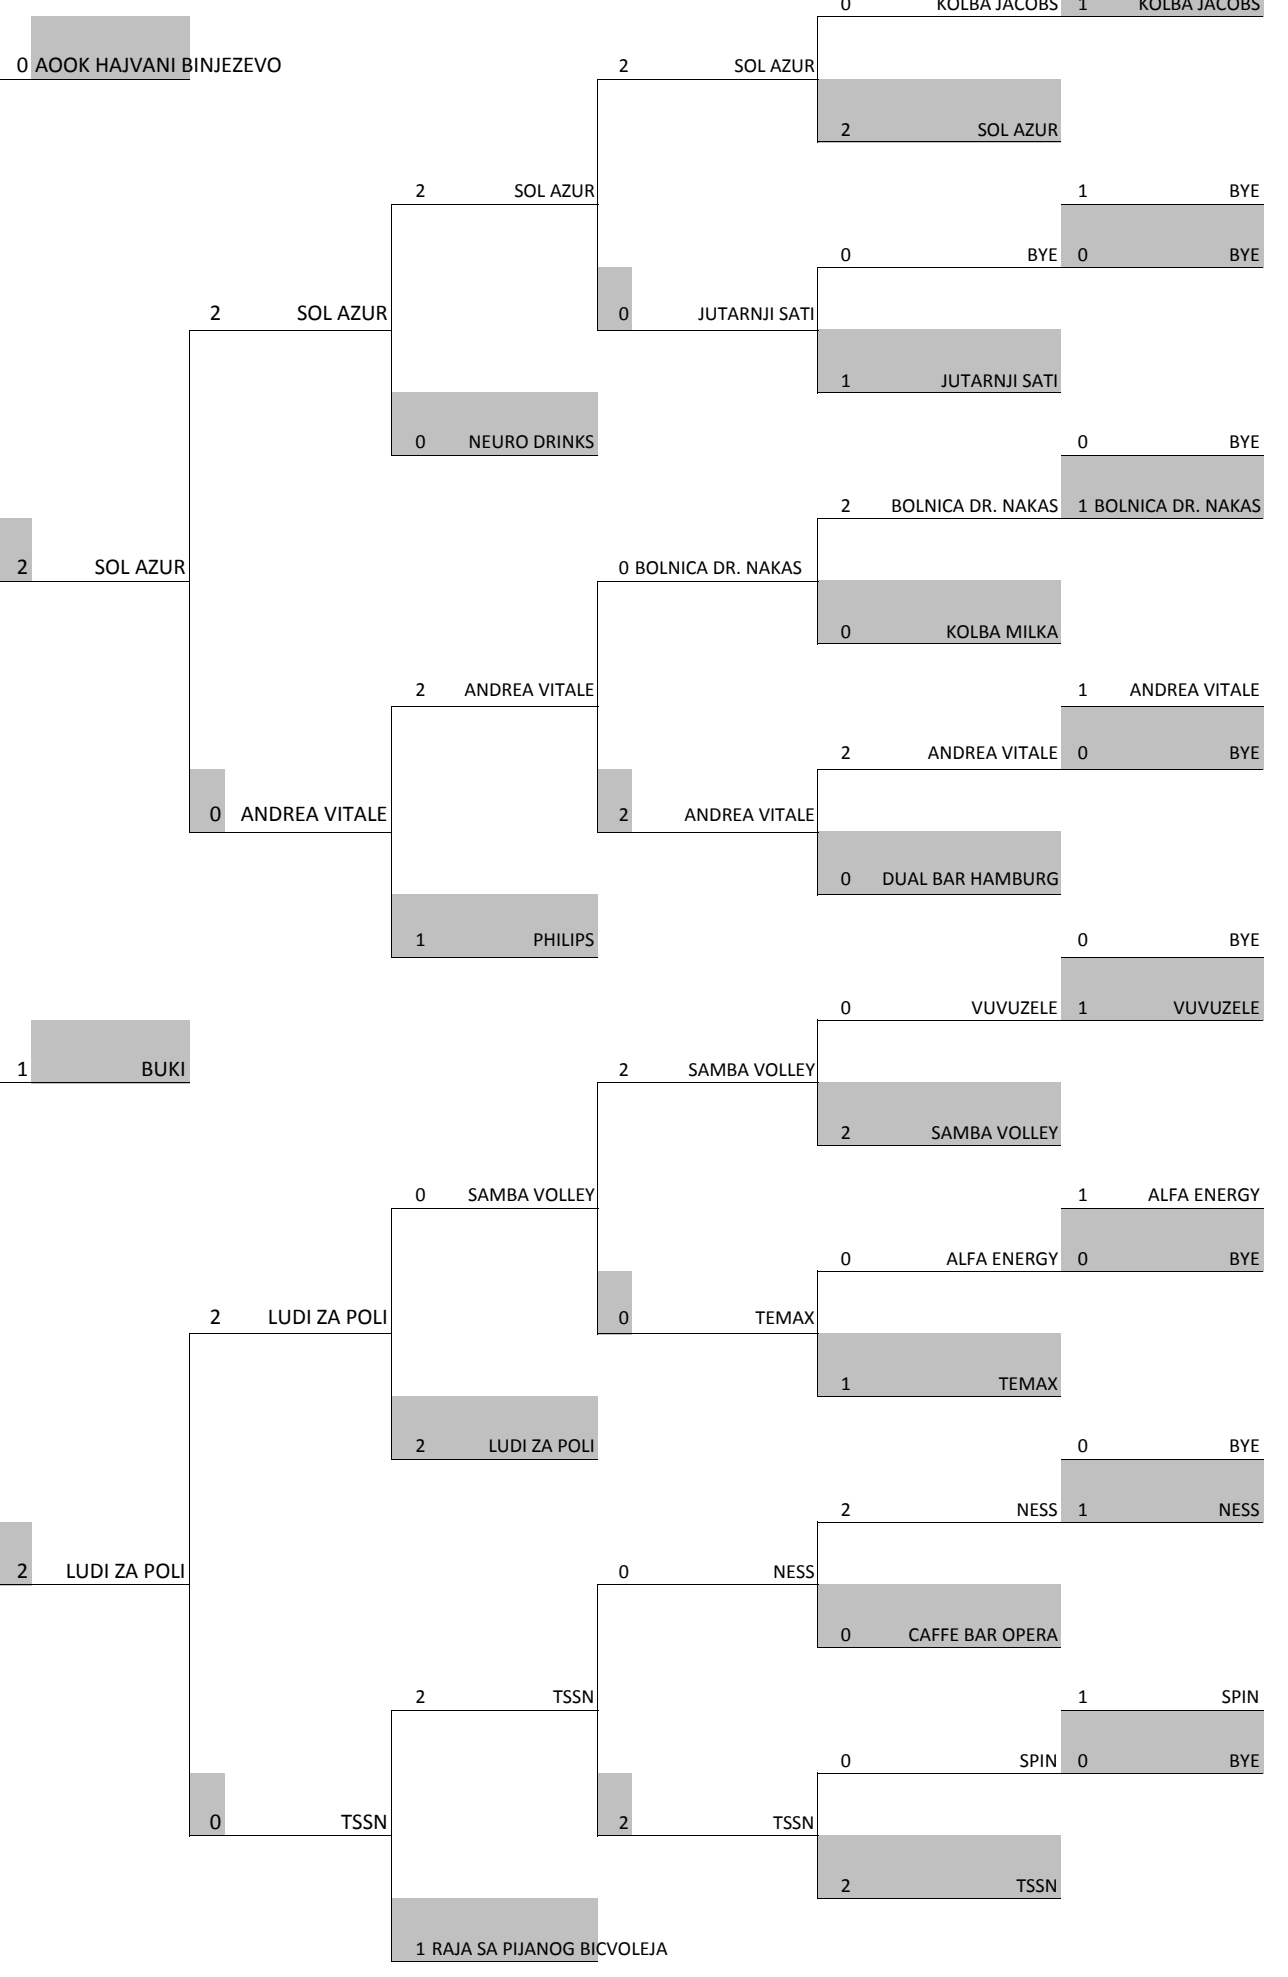 0 KOLBA JACOBS 1 KOLBA JACOBS
0 AOOK HAJVANI BINJEZEVO 2 SOL AZUR
2 SOL AZUR
2 SOL AZUR 1 BYE
0 BYE 0 BYE
2 SOL AZUR 0 JUTARNJI SATI
1 JUTARNJI SATI
0 NEURO DRINKS 0 BYE
2 BOLNICA DR. NAKAS 1 BOLNICA DR. NAKAS
2 SOL AZUR 0 BOLNICA DR. NAKAS
0 KOLBA MILKA
2 ANDREA VITALE 1 ANDREA VITALE
2 ANDREA VITALE 0 BYE
0 ANDREA VITALE 2 ANDREA VITALE
0 DUAL BAR HAMBURG
1 PHILIPS 0 BYE
0 VUVUZELE 1 VUVUZELE
1 BUKI 2 SAMBA VOLLEY
2 SAMBA VOLLEY
0 SAMBA VOLLEY 1 ALFA ENERGY
0 ALFA ENERGY 0 BYE
2 LUDI ZA POLI 0 TEMAX
1 TEMAX
2 LUDI ZA POLI 0 BYE
2 NESS 1 NESS
2 LUDI ZA POLI 0 NESS
0 CAFFE BAR OPERA
2 TSSN 1 SPIN
0 SPIN 0 BYE
0 TSSN 2 TSSN
2 TSSN
1 RAJA SA PIJANOG BICVOLEJA